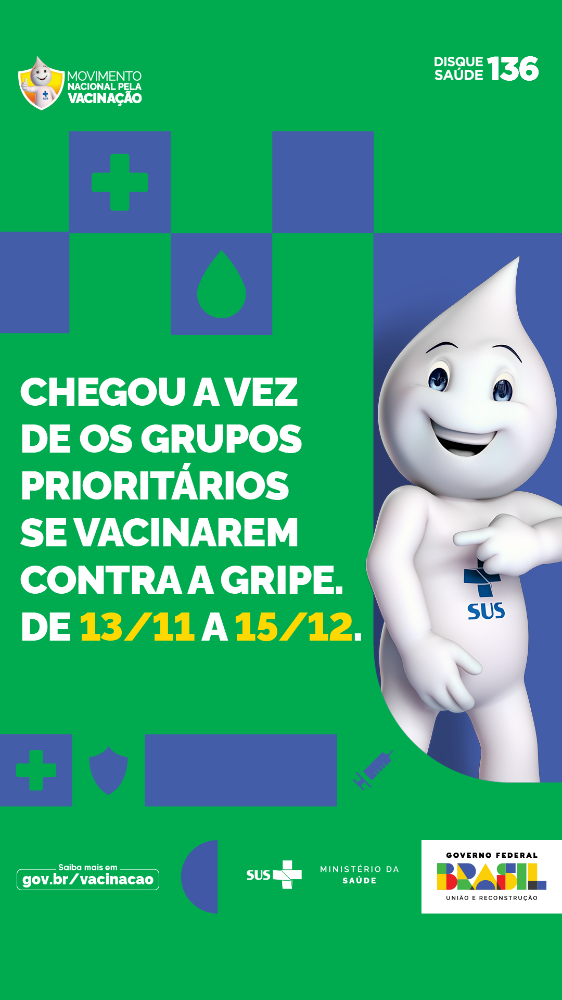 MOVIMENTO
NACIONAL PELA
VACINAÇÃO
SUS
DISQUE
SAÚDE 136
CHEGOU A VEZ
DE OS GRUPOS
PRIORITÁRIOS
SE VACINAREM
CONTRA A GRIPE.
DE 13/11 A 15/12.
SUS
Saiba mais em
gov.br/vacinacao
SUS
MINISTÉRIO DA
SAÚDE
GOVERNO FEDERAL
BRASIL
UNIÃO E RECONSTRUÇÃO